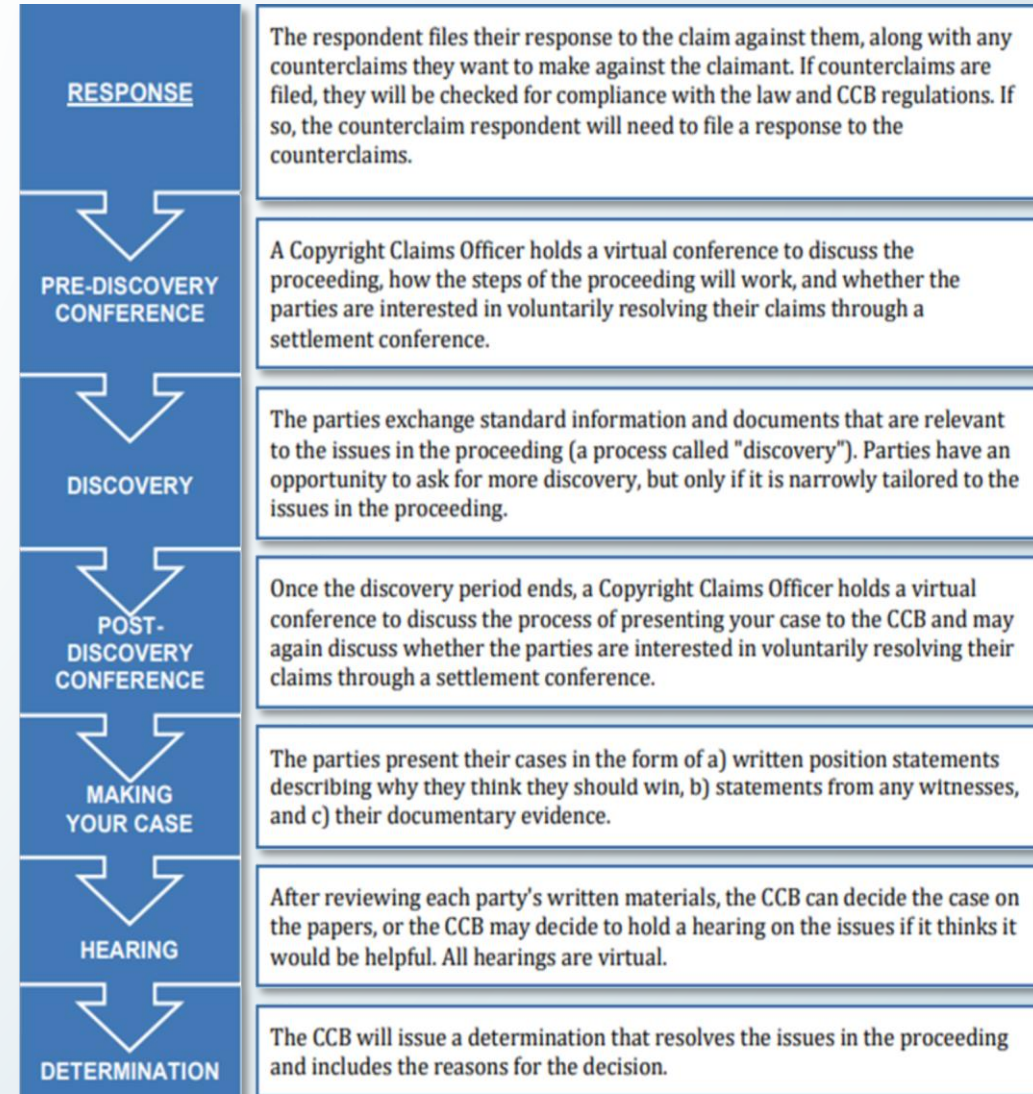 RESPONSE
The respondent files their response to the claim against them, along with any
counterclaims they want to make against the claimant. If counterclaims are
filed, they will be checked for compliance with the law and CCB regulations. If
so, the counterclaim respondent will need to file a response to the
counterclaims.
PRE-DISCOVERY
CONFERENCE
A Copyright Claims Officer holds a virtual conference to discuss the
proceeding, how the steps of the proceeding will work, and whether the
parties are interested in voluntarily resolving their claims through a
settlement conference.
DISCOVERY
The parties exchange standard information and documents that are relevant
to the issues in the proceeding (a process called "discovery"). Parties have an
opportunity to ask for more discovery, but only if it is narrowly tailored to the
issues in the proceeding.
POST-
DISCOVERY
CONFERENCE
Once the discovery period ends, a Copyright Claims Officer holds a virtual
conference to discuss the process of presenting your case to the CCB and may
again discuss whether the parties are interested in voluntarily resolving their
claims through a settlement conference.
MAKING
YOUR CASE
The parties present their cases in the form of a) written position statements
describing why they think they should win, b) statements from any witnesses,
and c) their documentary evidence.
HEARING
After reviewing each party's written materials, the CCB can decide the case on
the papers, or the CCB may decide to hold a hearing on the issues if it thinks it
would be helpful. All hearings are virtual.
DETERMINATION
The CCB will issue a determination that resolves the issues in the proceeding
and includes the reasons for the decision.